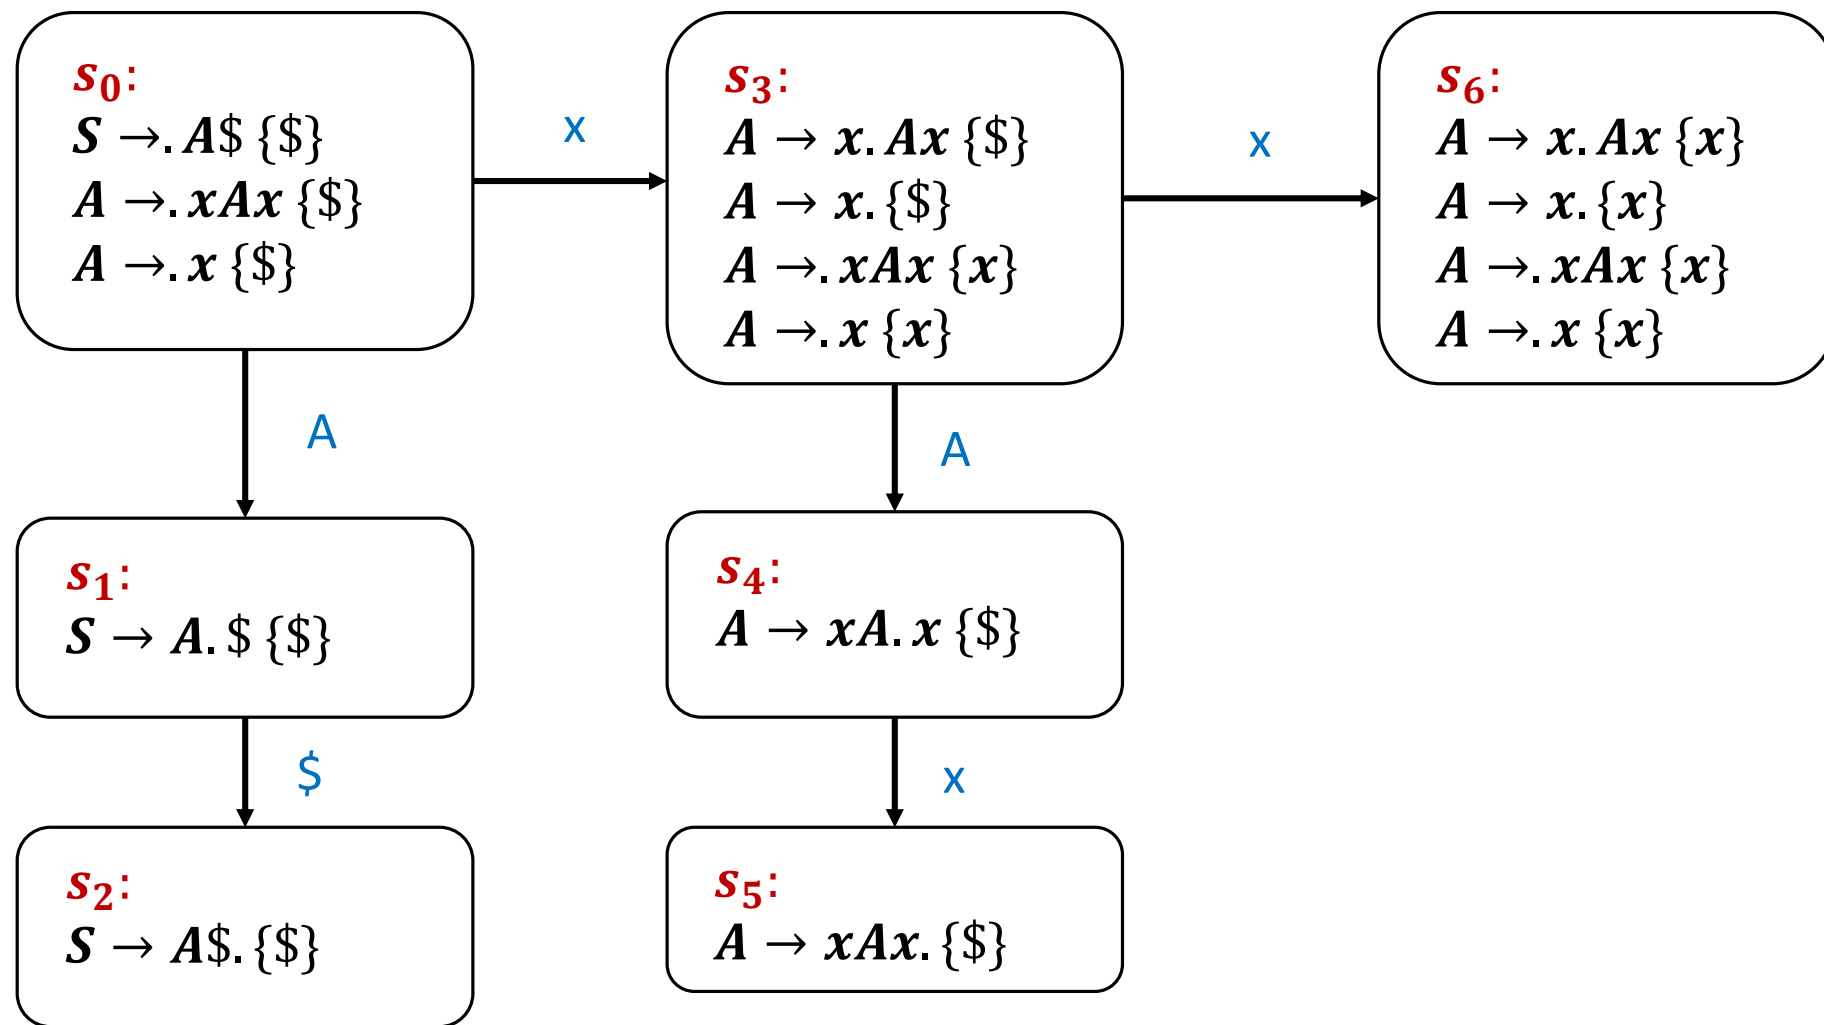 s₀:
S →. A$ {$}
A →. xAx {$}
A →. x {$}
x
s₃:
A → x. Ax {$}
A → x. {$}
A →. xAx {x}
A →. x {x}
x
s₆:
A → x. Ax {x}
A → x. {x}
A →. xAx {x}
A →. x {x}
A
A
s₁:
S → A. $ {$}
s₄:
A → xA. x {$}
$
x
s₂:
S → A$. {$}
s₅:
A → xAx. {$}